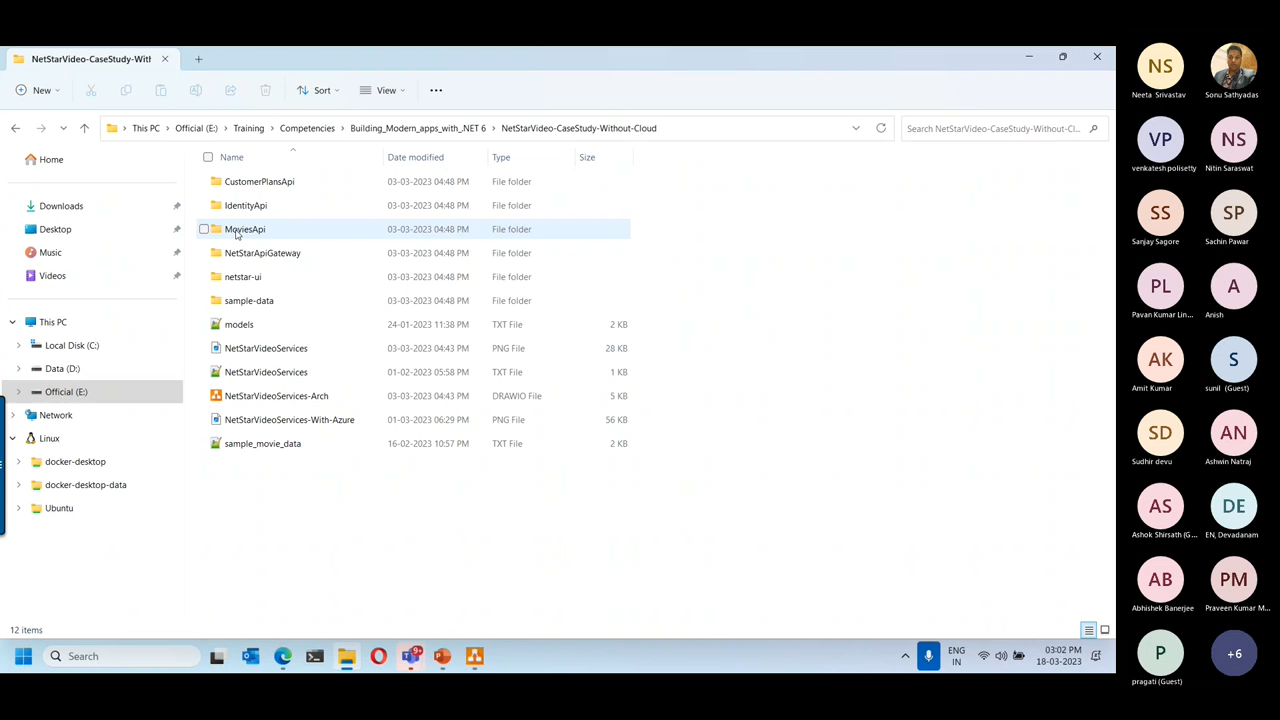 NetStarVideo-CaseStudy-Witl
New
Sort
View
This PC > Official (E:) > Training > Competencies > Building_Modern_apps_with_.NET 6 > NetStarVideo-CaseStudy-Without-Cloud
Search NetStarVideo-CaseStudy-Without-Cl...
Home
Downloads
Desktop
Music
Videos
This PC
Local Disk (C:)
Data (D:)
Official (E:)
Network
Linux
docker-desktop
docker-desktop-data
Ubuntu
Name Date modified Type Size
CustomerPlansApi 03-03-2023 04:48 PM File folder
IdentityApi 03-03-2023 04:48 PM File folder
MoviesApi 03-03-2023 04:48 PM File folder
NetStarApiGateway 03-03-2023 04:48 PM File folder
netstar-ui 03-03-2023 04:48 PM File folder
sample-data 03-03-2023 04:48 PM File folder
models 24-01-2023 11:38 PM TXT File 2 KB
NetStarVideoServices 03-03-2023 04:43 PM PNG File 28 KB
NetStarVideoServices 01-02-2023 05:58 PM TXT File 1 KB
NetStarVideoServices-Arch 03-03-2023 04:43 PM DRAWIO File 5 KB
NetStarVideoServices-With-Azure 01-03-2023 06:29 PM PNG File 56 KB
sample_movie_data 16-02-2023 10:57 PM TXT File 2 KB
12 items
Search
9+
ENG
IN
03:02 PM
18-03-2023
NS
Neeta Srivastav
Sonu Sathyadas
VP
venkatesh polisetty
NS
Nitin Saraswat
SS
Sanjay Sagore
SP
Sachin Pawar
PL
Pavan Kumar Lin...
A
Anish
AK
Amit Kumar
S
sunil (Guest)
SD
Sudhir devu
AN
Ashwin Natraj
AS
Ashok Shirsath (G...
DE
EN, Devadanam
AB
Abhishek Banerjee
PM
Praveen Kumar M...
P
pragati (Guest)
+6